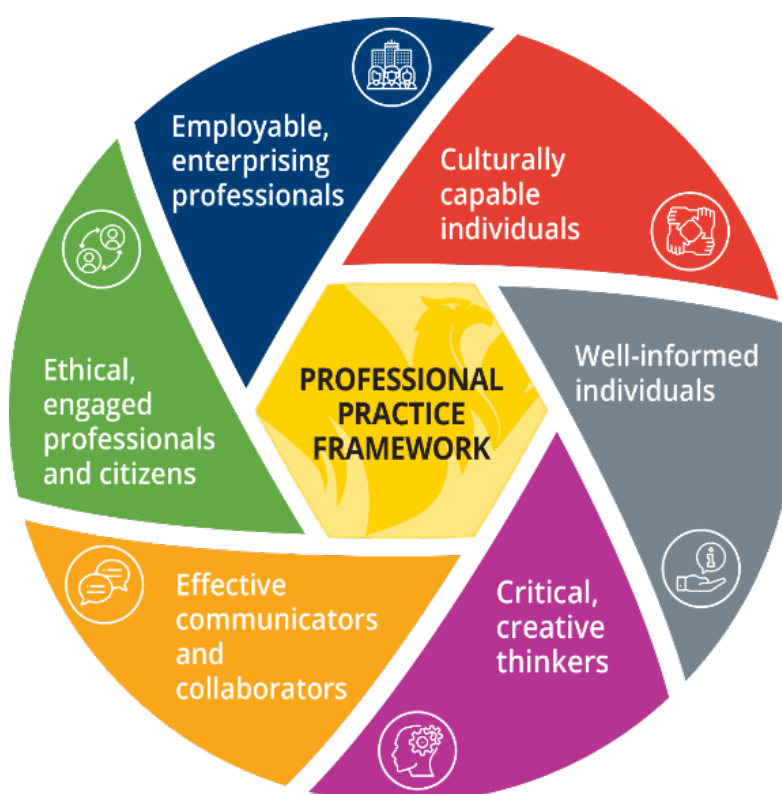 Employable,
enterprising
professionals
Culturally
capable
individuals
Well-informed
individuals
Critical,
creative
thinkers
Effective
communicators
and
collaborators
Ethical,
engaged
professionals
and citizens
PROFESSIONAL
PRACTICE
FRAMEWORK
i